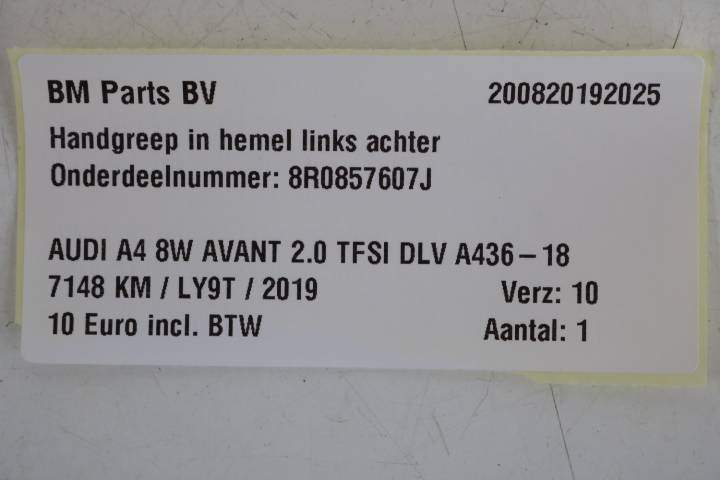 BM Parts BV 200820192025
Handgreep in hemel links achter
Onderdeelnummer: 8R0857607J
AUDI A4 8W AVANT 2.0 TFSI DLV A436-18
7148 KM / LY9T / 2019 Verz: 10
10 Euro incl. BTW Aantal: 1